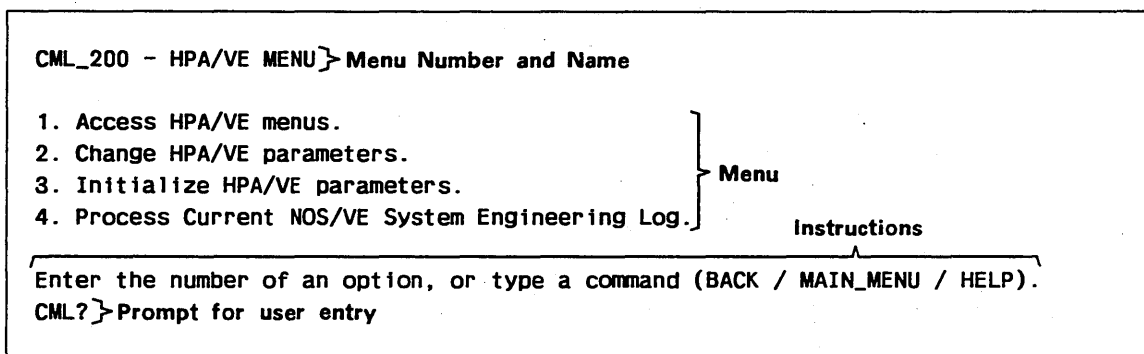 CML_200 - HPA/VE MENU Menu Number and Name
1. Access HPA/VE menus.
2. Change HPA/VE parameters.
3. Initialize HPA/VE parameters.
Menu
4. Process Current NOS/VE System Engineering Log.
Instructions
Enter the number of an option, or type a command (BACK / MAIN_MENU / HELP).
CML? Prompt for user entry